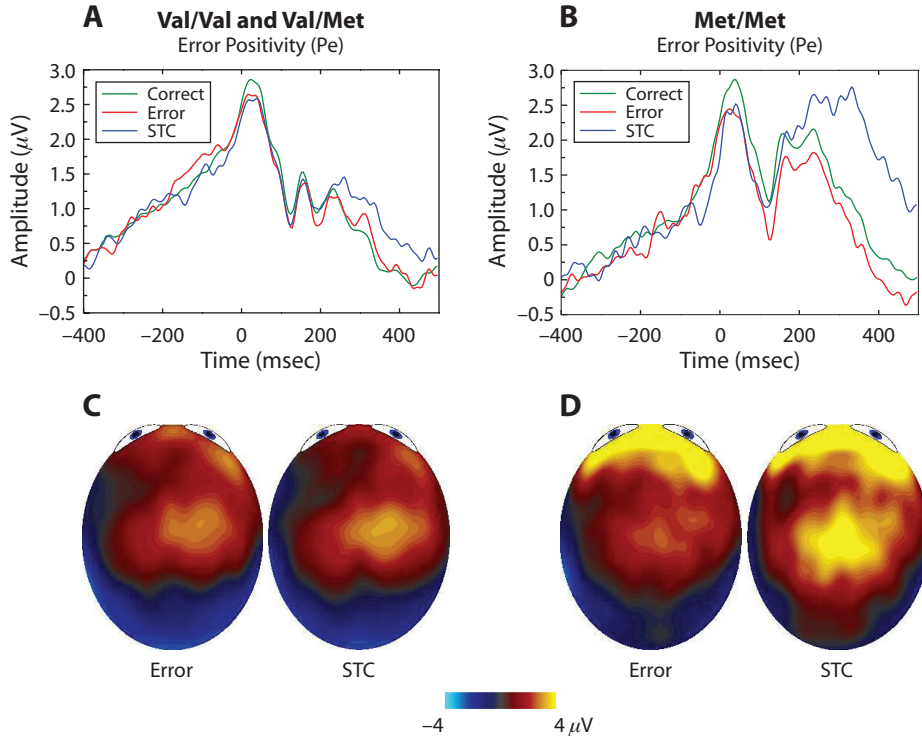 A
Val/Val and Val/Met
Error Positivity (Pe)
3.0
2.5
2.0
1.5
1.0
0.5
0
−0.5
Amplitude (μV)
Correct
Error
STC
−400
−200
0
200
400
Time (msec)
B
Met/Met
Error Positivity (Pe)
3.0
2.5
2.0
1.5
1.0
0.5
0
−0.5
Amplitude (μV)
Correct
Error
STC
−400
−200
0
200
400
Time (msec)
C
Error
STC
D
Error
STC
−4
4 μV